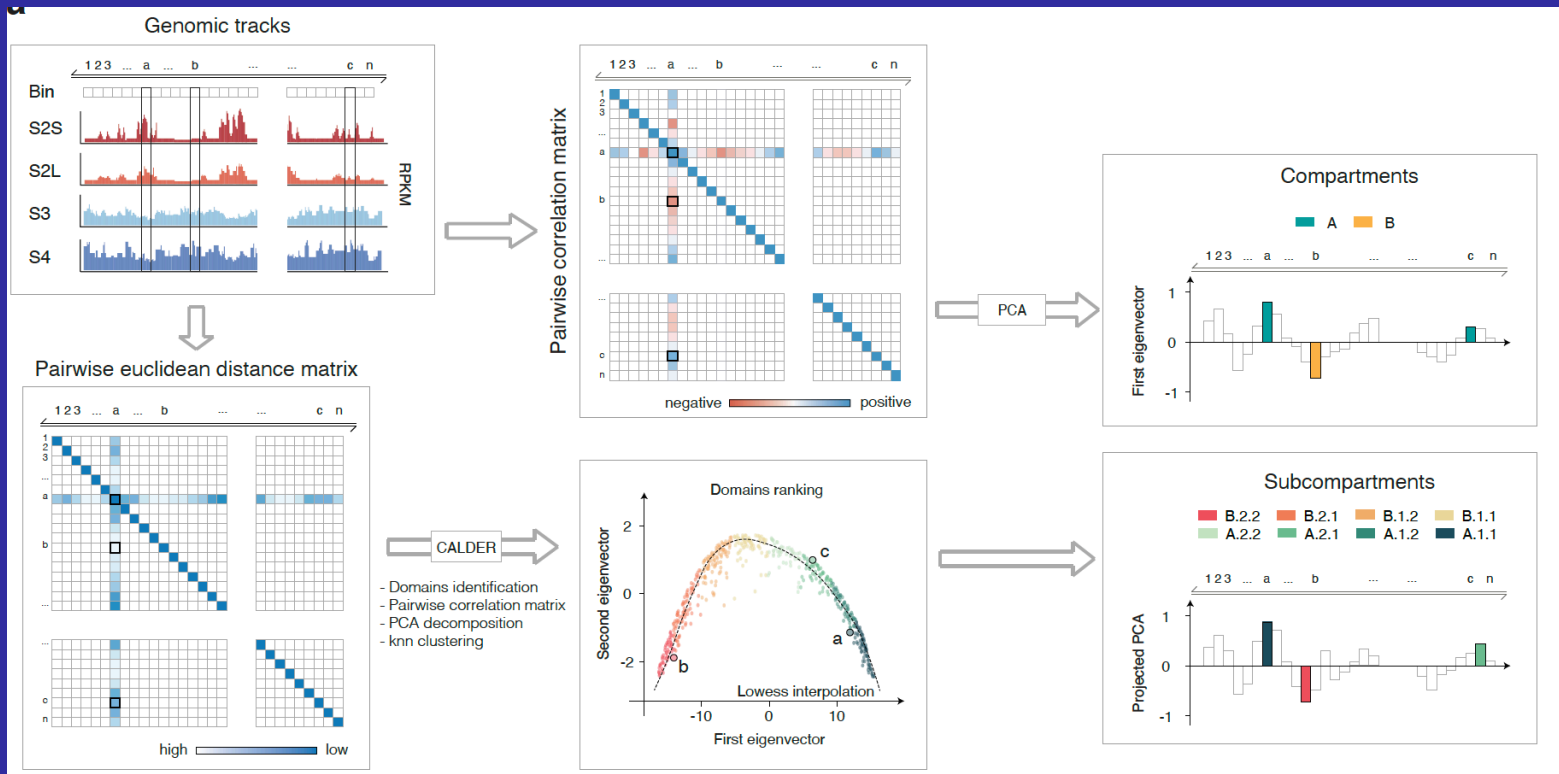 a
Genomic tracks
1 2 3 ... a ... b ... ... c n
Bin
S2S
S2L
S3
S4
RPKM
Pairwise correlation matrix
1 2 3 ... a ... b ... ... c n
1
2
3
...
a
b
...
...
c
n
negative positive
PCA
Compartments
A B
1 2 3 ... a ... b ... ... c n
First eigenvector
1
0
-1
Pairwise euclidean distance matrix
1 2 3 ... a ... b ... ... c n
1
2
3
...
a
b
...
...
c
n
high low
CALDER
- Domains identification
- Pairwise correlation matrix
- PCA decomposition
- knn clustering
Domains ranking
Second eigenvector
2
0
-2
c
a
b
Lowess interpolation
-10 0 10
First eigenvector
Subcompartments
B.2.2 B.2.1 B.1.2 B.1.1
A.2.2 A.2.1 A.1.2 A.1.1
1 2 3 ... a ... b ... ... c n
Projected PCA
1
0
-1